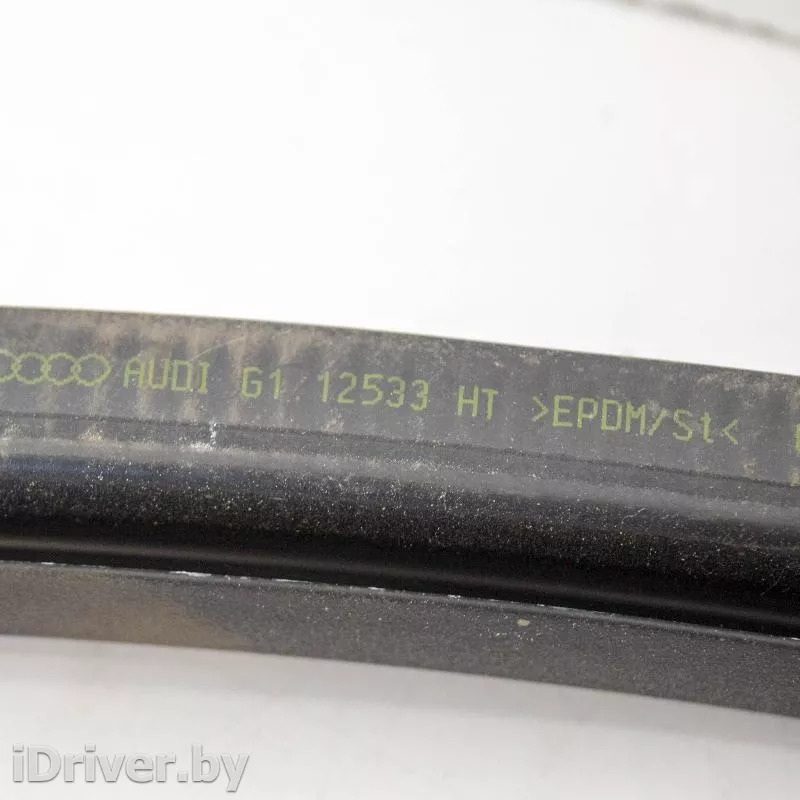 AUDI G1 12533 HT >EPDM/St<
iDriver.by